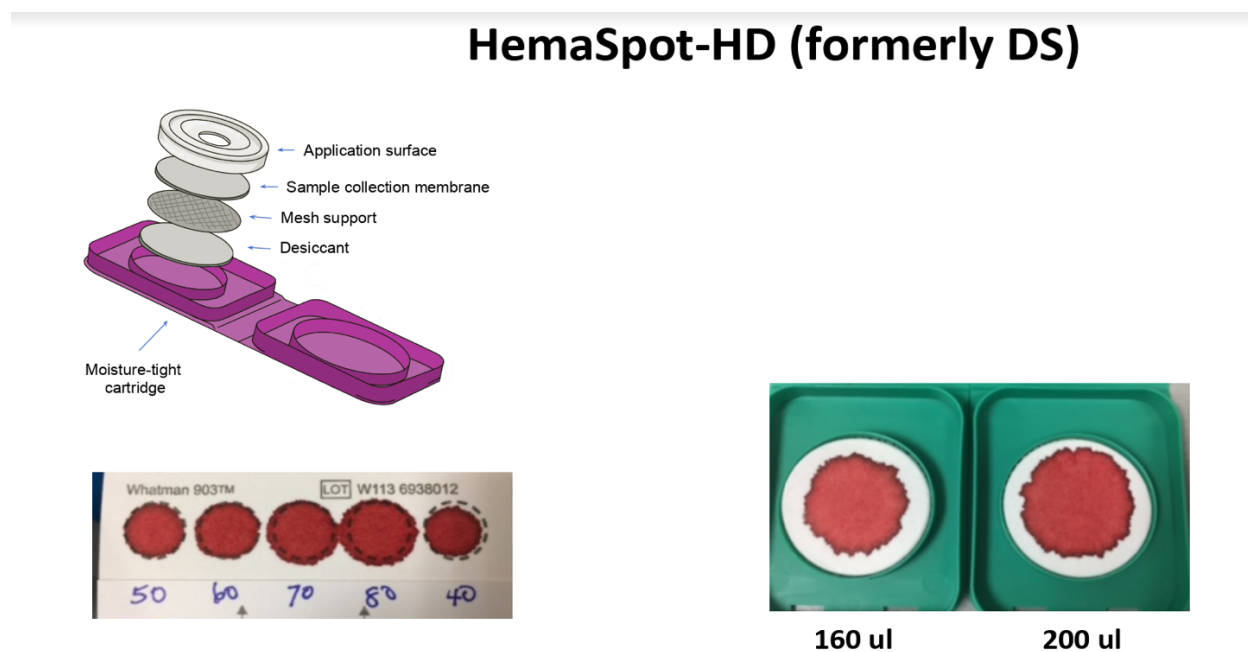 HemaSpot-HD (formerly DS)
Application surface
Sample collection membrane
Mesh support
Desiccant
Moisture-tight
cartridge
Whatman 903TM LOT W113 6938012
50 60 70 80 40
160 ul 200 ul